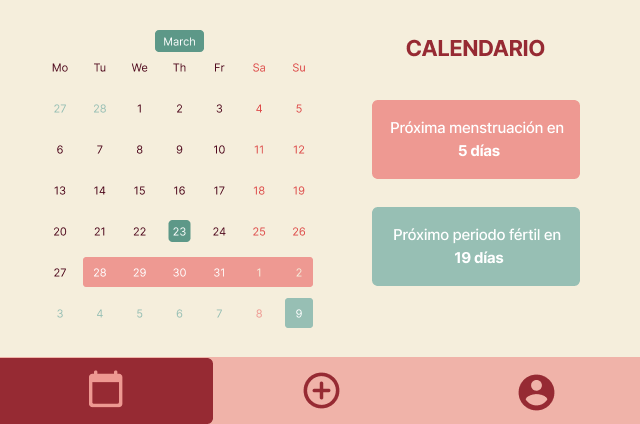 March
CALENDARIO
Mo Tu We Th Fr Sa Su
27 28 1 2 3 4 5
6 7 8 9 10 11 12
13 14 15 16 17 18 19
20 21 22 23 24 25 26
27 28 29 30 31 1 2
3 4 5 6 7 8 9
Próxima menstruación en
5 días
Próximo periodo fértil en
19 días